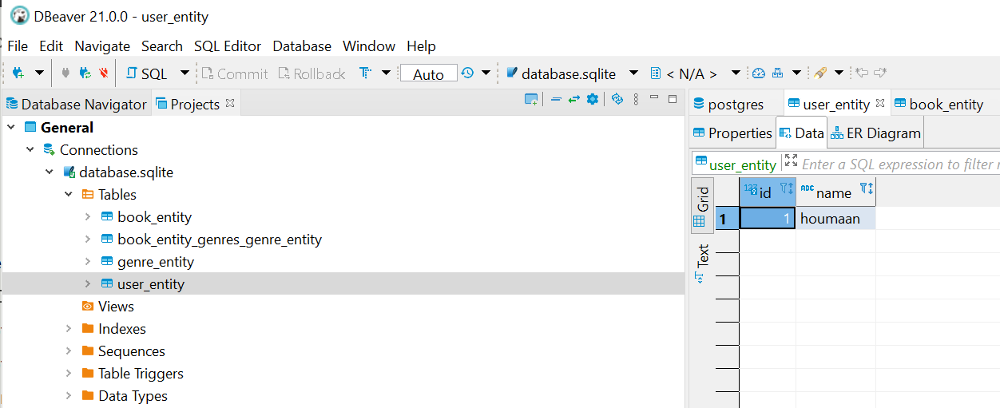 DBeaver 21.0.0 - user_entity
File Edit Navigate Search SQL Editor Database Window Help
SQL Commit Rollback Auto database.sqlite < N/A >
Database Navigator Projects
General
Connections
database.sqlite
Tables
book_entity
book_entity_genres_genre_entity
genre_entity
user_entity
Views
Indexes
Sequences
Table Triggers
Data Types
postgres user_entity book_entity
Properties Data ER Diagram
user_entity Enter a SQL expression to filter
Grid
Text
123 id ABC name
1 1 houmaan